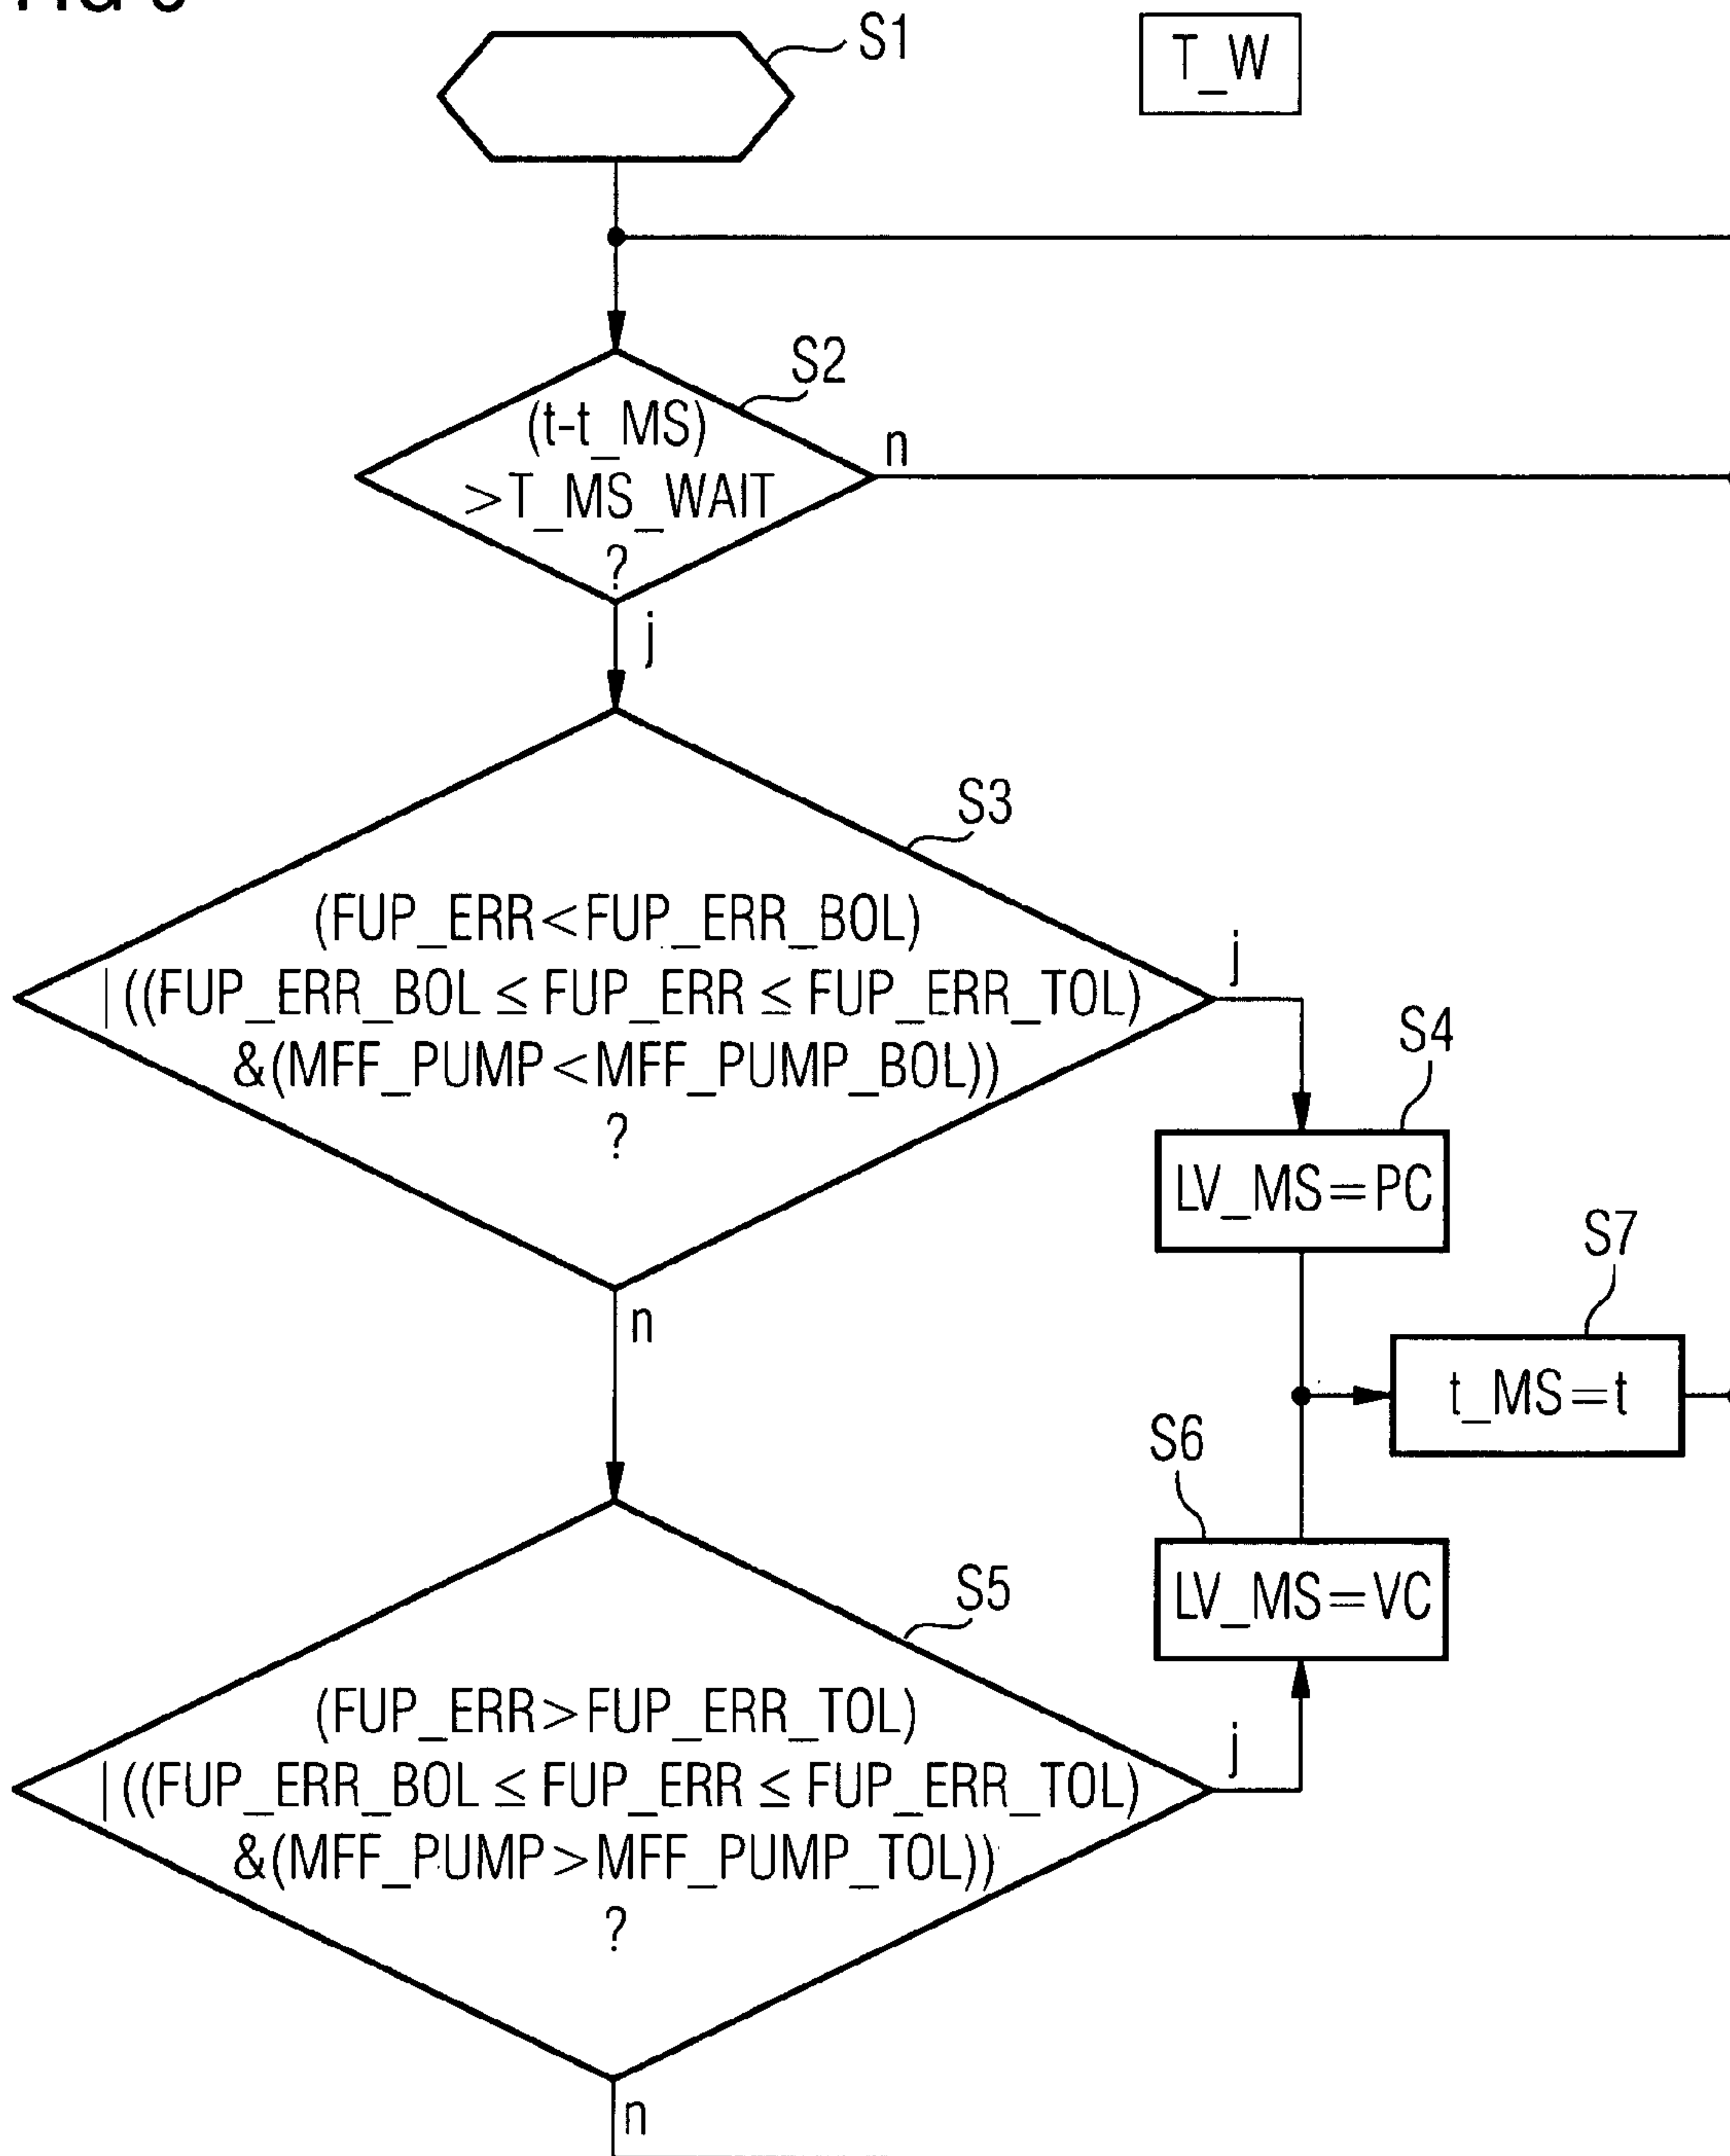 S1
T_W
S2
(t-t_MS)
>T_MS_WAIT
?
n
j
S3
(FUP_ERR<FUP_ERR_BOL)
|((FUP_ERR_BOL ≤ FUP_ERR ≤ FUP_ERR_TOL)
&(MFF_PUMP<MFF_PUMP_BOL))
?
j
S4
LV_MS=PC
n
S7
t_MS=t
S6
LV_MS=VC
S5
(FUP_ERR>FUP_ERR_TOL)
|((FUP_ERR_BOL ≤ FUP_ERR ≤ FUP_ERR_TOL)
&(MFF_PUMP>MFF_PUMP_TOL))
?
j
n